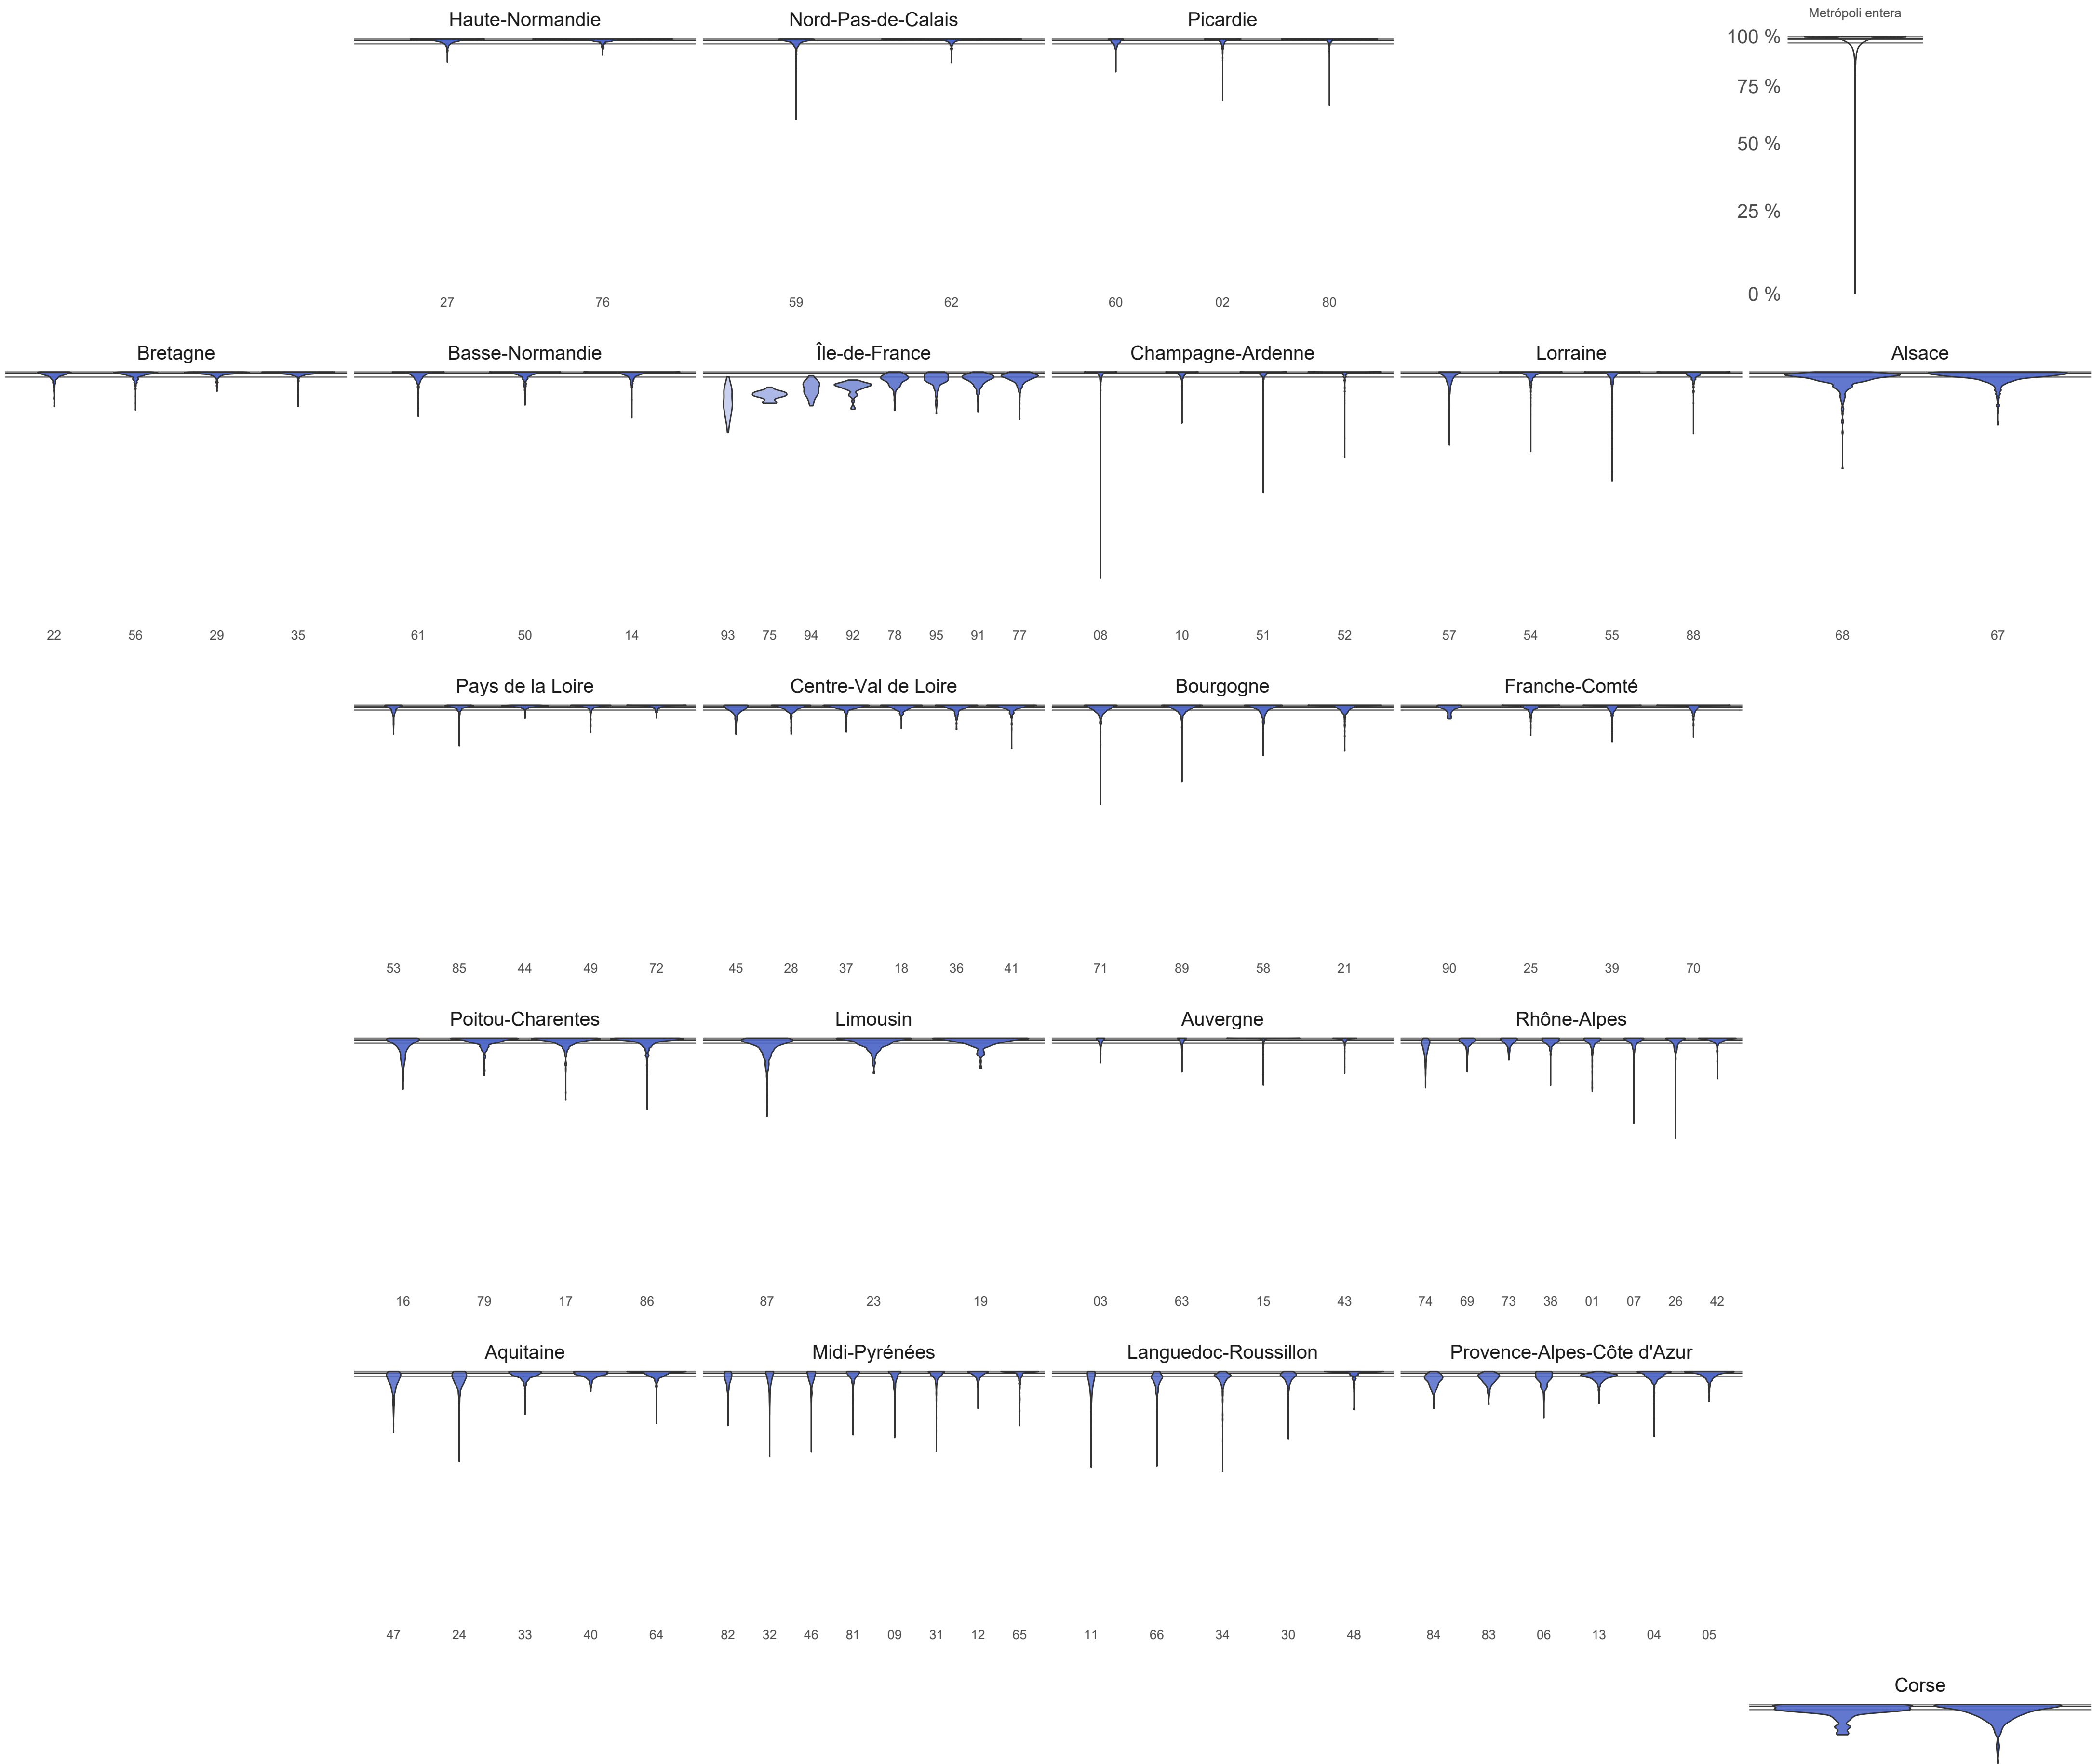 Haute-Normandie Nord-Pas-de-Calais Picardie Metrópoli entera
100 %
75 %
50 %
25 %
0 %
27 76 59 62 60 02 80
Bretagne Basse-Normandie Île-de-France Champagne-Ardenne Lorraine Alsace
22 56 29 35 61 50 14 93 75 94 92 78 95 91 77 08 10 51 52 57 54 55 88 68 67
Pays de la Loire Centre-Val de Loire Bourgogne Franche-Comté
53 85 44 49 72 45 28 37 18 36 41 71 89 58 21 90 25 39 70
Poitou-Charentes Limousin Auvergne Rhône-Alpes
16 79 17 86 87 23 19 03 63 15 43 74 69 73 38 01 07 26 42
Aquitaine Midi-Pyrénées Languedoc-Roussillon Provence-Alpes-Côte d'Azur
47 24 33 40 64 82 32 46 81 09 31 12 65 11 66 34 30 48 84 83 06 13 04 05
Corse